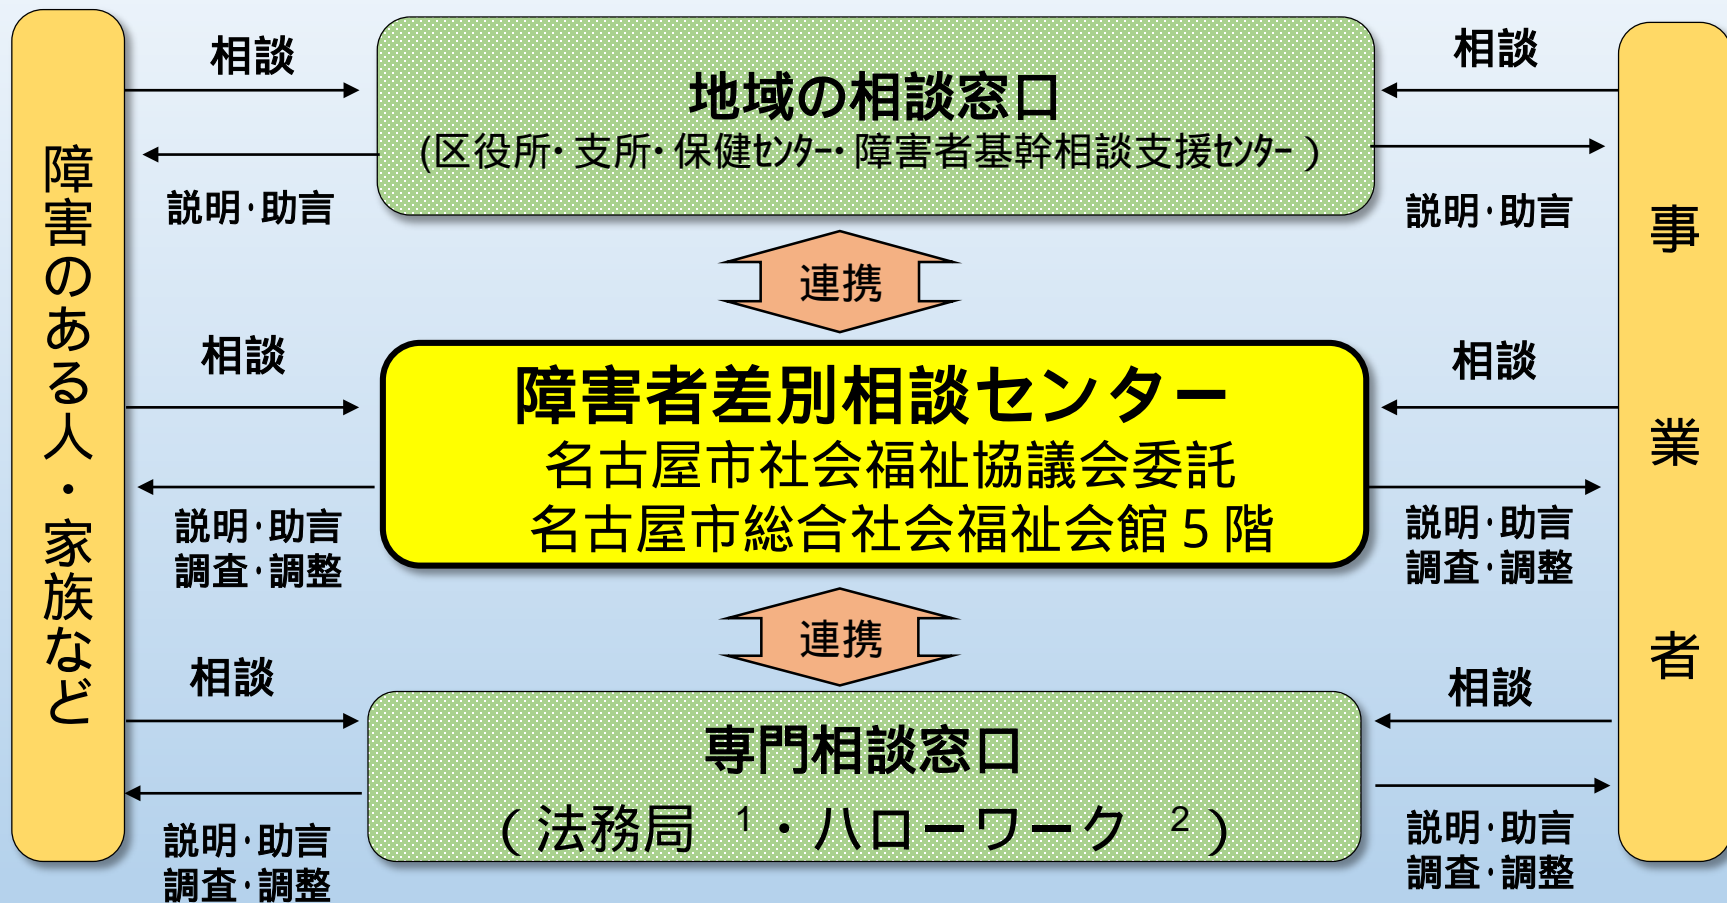 障害のある人・家族など
相談
説明・助言
地域の相談窓口
(区役所・支所・保健ｾﾝﾀｰ・障害者基幹相談支援ｾﾝﾀｰ)
相談
説明・助言
事業者
連携
相談
説明・助言
調査・調整
障害者差別相談センター
名古屋市社会福祉協議会委託
名古屋市総合社会福祉会館5階
相談
説明・助言
調査・調整
連携
相談
説明・助言
調査・調整
専門相談窓口
(法務局 1・ハローワーク 2)
相談
説明・助言
調査・調整